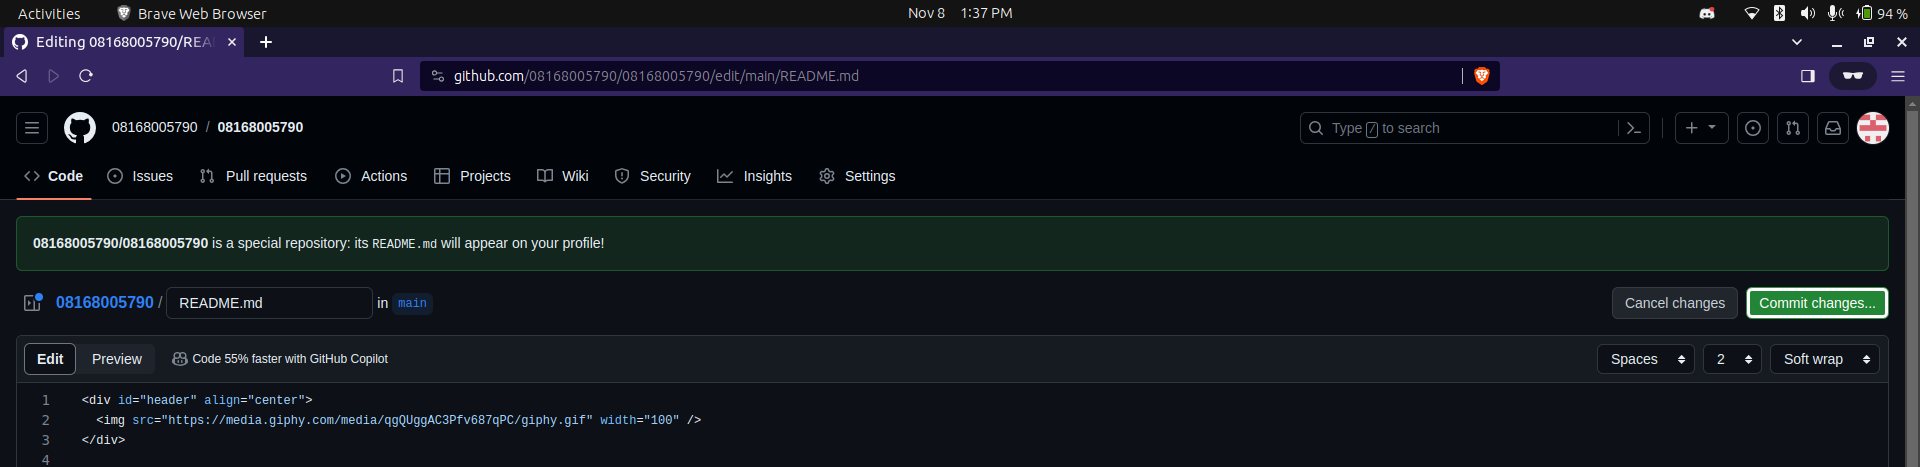 Activities Brave Web Browser Nov 8 1:37 PM 94 %
Editing 08168005790/REA
github.com/08168005790/08168005790/edit/main/README.md
08168005790 / 08168005790 Type / to search
Code Issues Pull requests Actions Projects Wiki Security Insights Settings
08168005790/08168005790 is a special repository: its README.md will appear on your profile!
08168005790 / README.md in main Cancel changes Commit changes...
Edit Preview Code 55% faster with GitHub Copilot Spaces 2 Soft wrap
1 <div id="header" align="center">
2 <img src="https://media.giphy.com/media/qgQUggAC3Pfv687qPC/giphy.gif" width="100" />
3 </div>
4